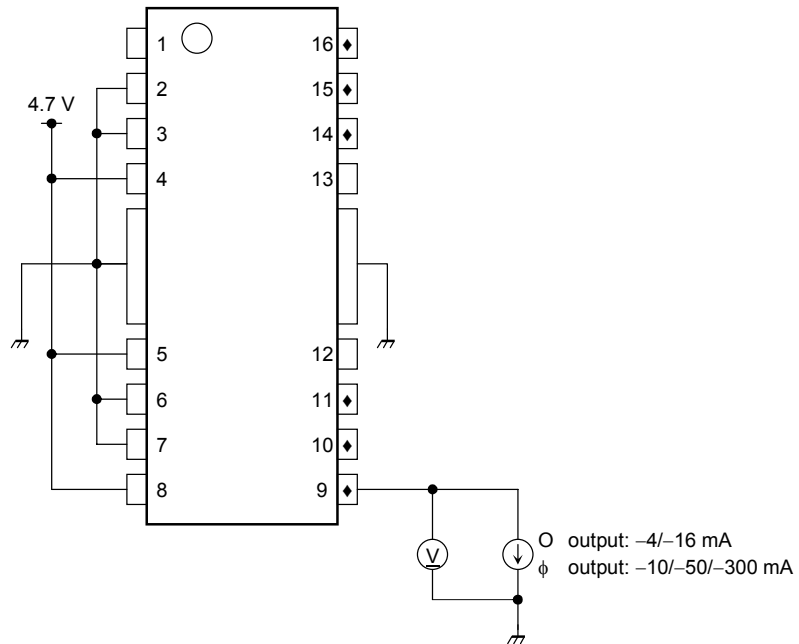 1 16♦
2 15♦
4.7 V
3 14♦
4 13
5 12
6 11♦
7 10♦
8 9♦
V
O output: –4/–16 mA
ϕ output: –10/–50/–300 mA